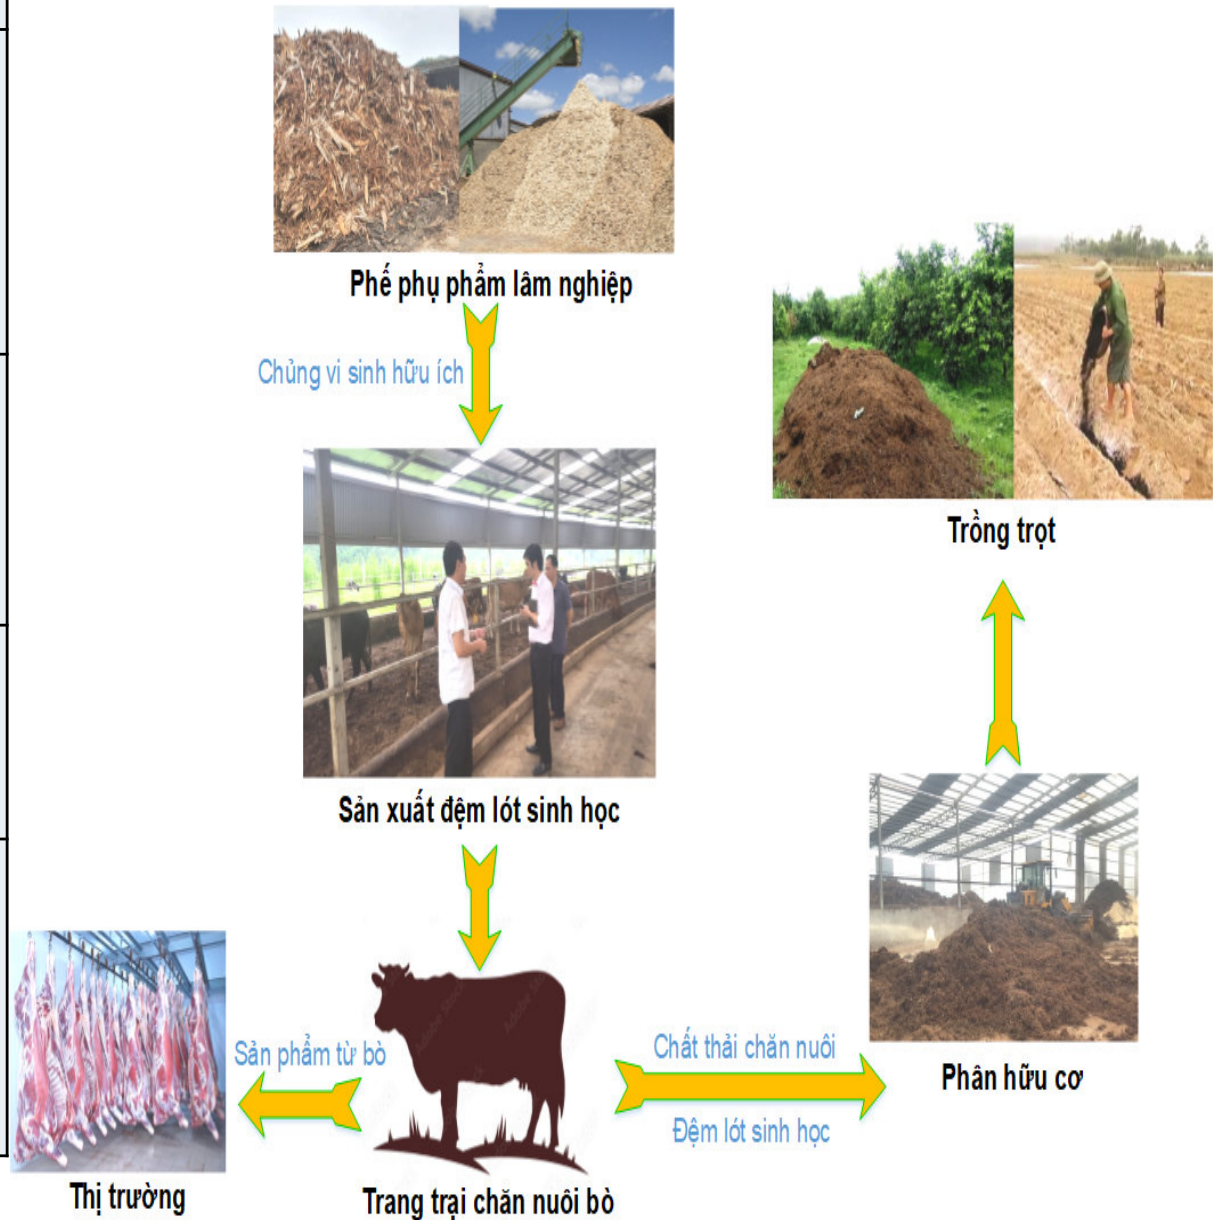 Phế phụ phẩm lâm nghiệp
Chủng vi sinh hữu ích
Trồng trọt
Sản xuất đệm lót sinh học
Sản phẩm từ bò
Chất thải chăn nuôi
Đệm lót sinh học
Phân hữu cơ
Thị trường
Trang trại chăn nuôi bò